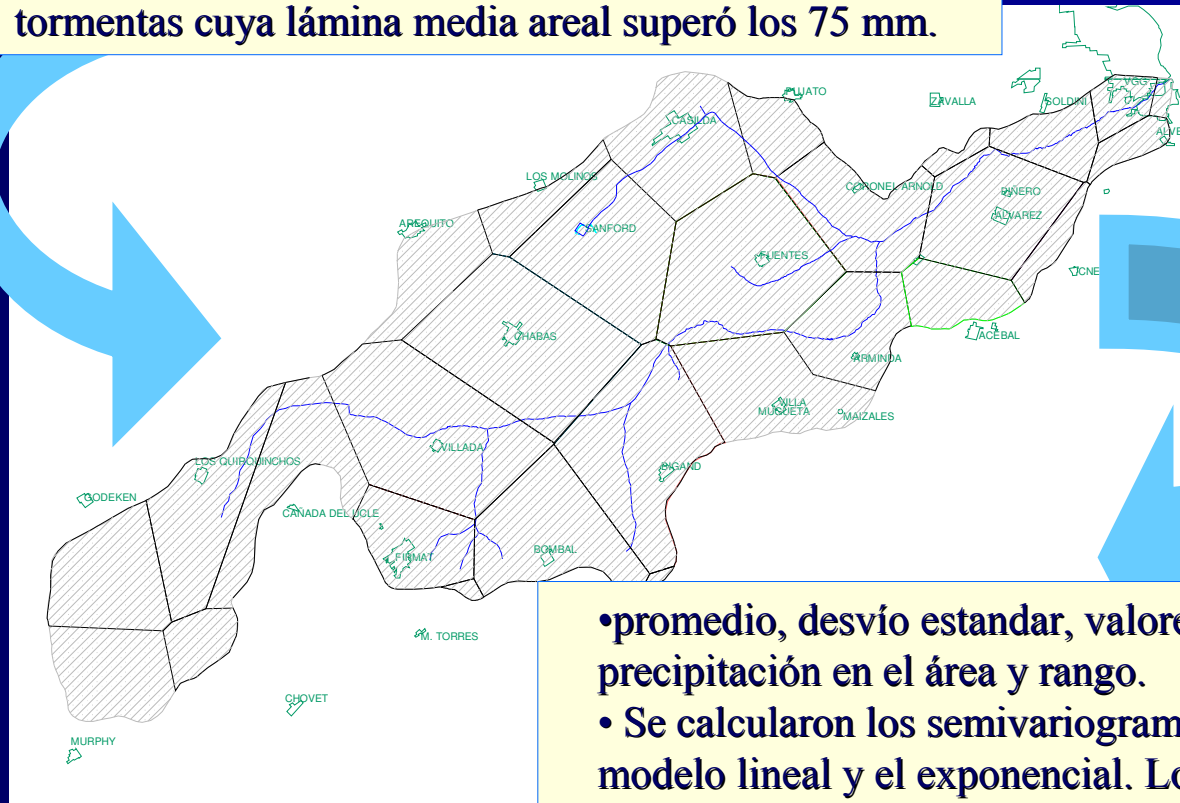 tormentas cuya lámina media areal superó los 75 mm.
PUJATO
ZAVALLA
SOLDINI
VGG
CASILDA
LOS MOLINOS
CORONEL ARNOLD
PIÑERO
ALVAREZ
AREQUITO
SANFORD
FUENTES
CHABAS
ACEBAL
ARMINDA
VILLA
MUGUETA
MAIZALES
VILLADA
BIGAND
LOS QUIRQUINCHOS
GODEKEN
CAÑADA DEL UCLE
FIRMAT
BOMBAL
M. TORRES
CHOVET
MURPHY
•promedio, desvío estandar, valore
precipitación en el área y rango.
• Se calcularon los semivariogram
modelo lineal y el exponencial. Lo